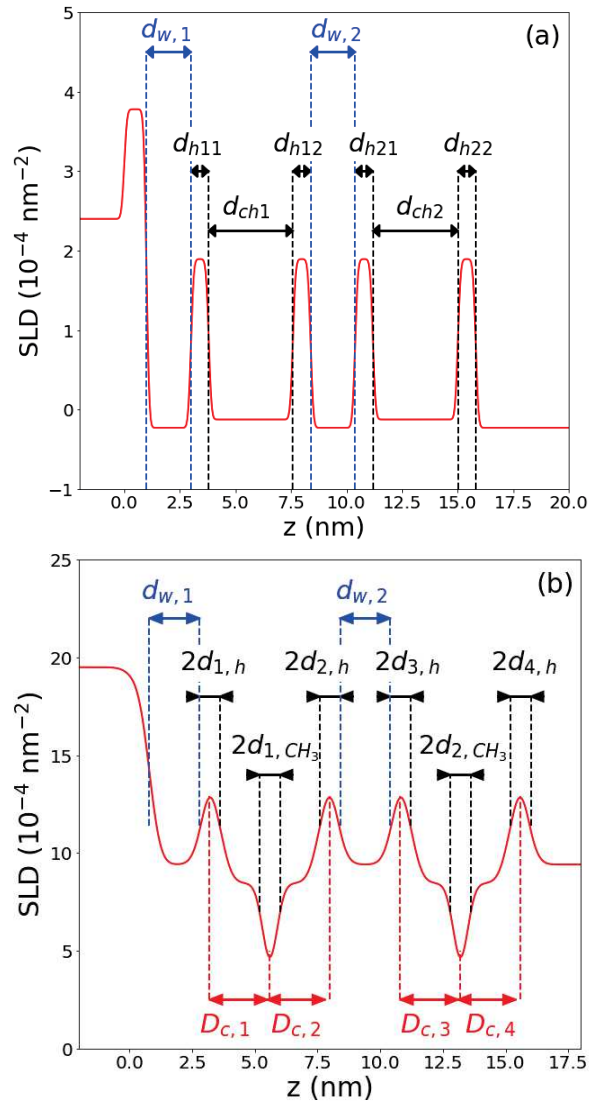 (a)
d_{w,1} d_{w,2}
d_{h11} d_{h12} d_{h21} d_{h22}
d_{ch1} d_{ch2}
SLD (10⁻⁴ nm⁻²)
5
4
3
2
1
0
−1
0.0 2.5 5.0 7.5 10.0 12.5 15.0 17.5 20.0
z (nm)
(b)
d_{w,1} d_{w,2}
2d_{1,h} 2d_{2,h} 2d_{3,h} 2d_{4,h}
2d_{1,CH₃} 2d_{2,CH₃}
D_{c,1} D_{c,2} D_{c,3} D_{c,4}
SLD (10⁻⁴ nm⁻²)
25
20
15
10
5
0
0.0 2.5 5.0 7.5 10.0 12.5 15.0 17.5
z (nm)